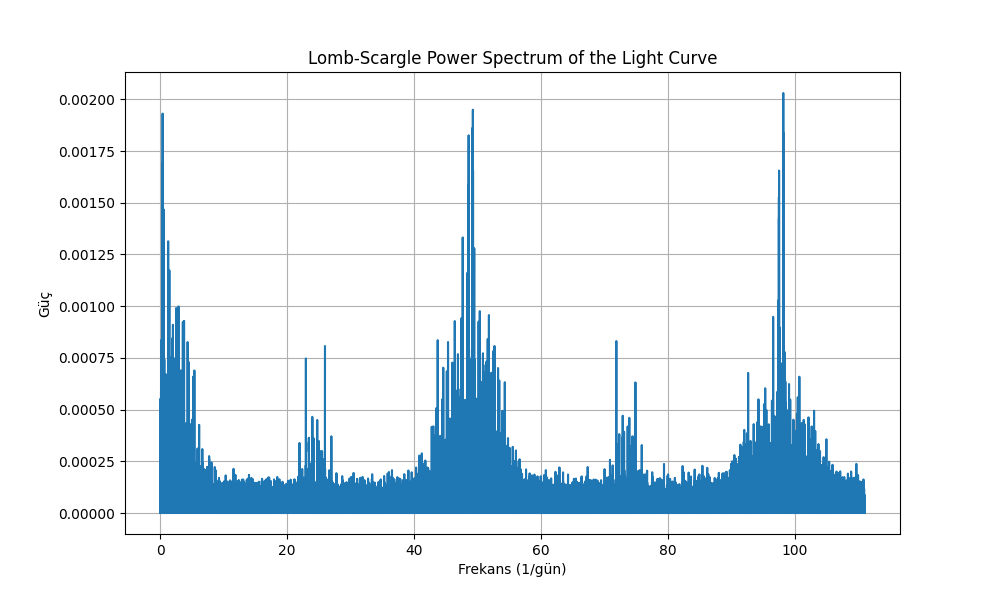 Lomb-Scargle Power Spectrum of the Light Curve
0.00200
0.00175
0.00150
0.00125
0.00100
0.00075
0.00050
0.00025
0.00000
Güç
0 20 40 60 80 100
Frekans (1/gün)